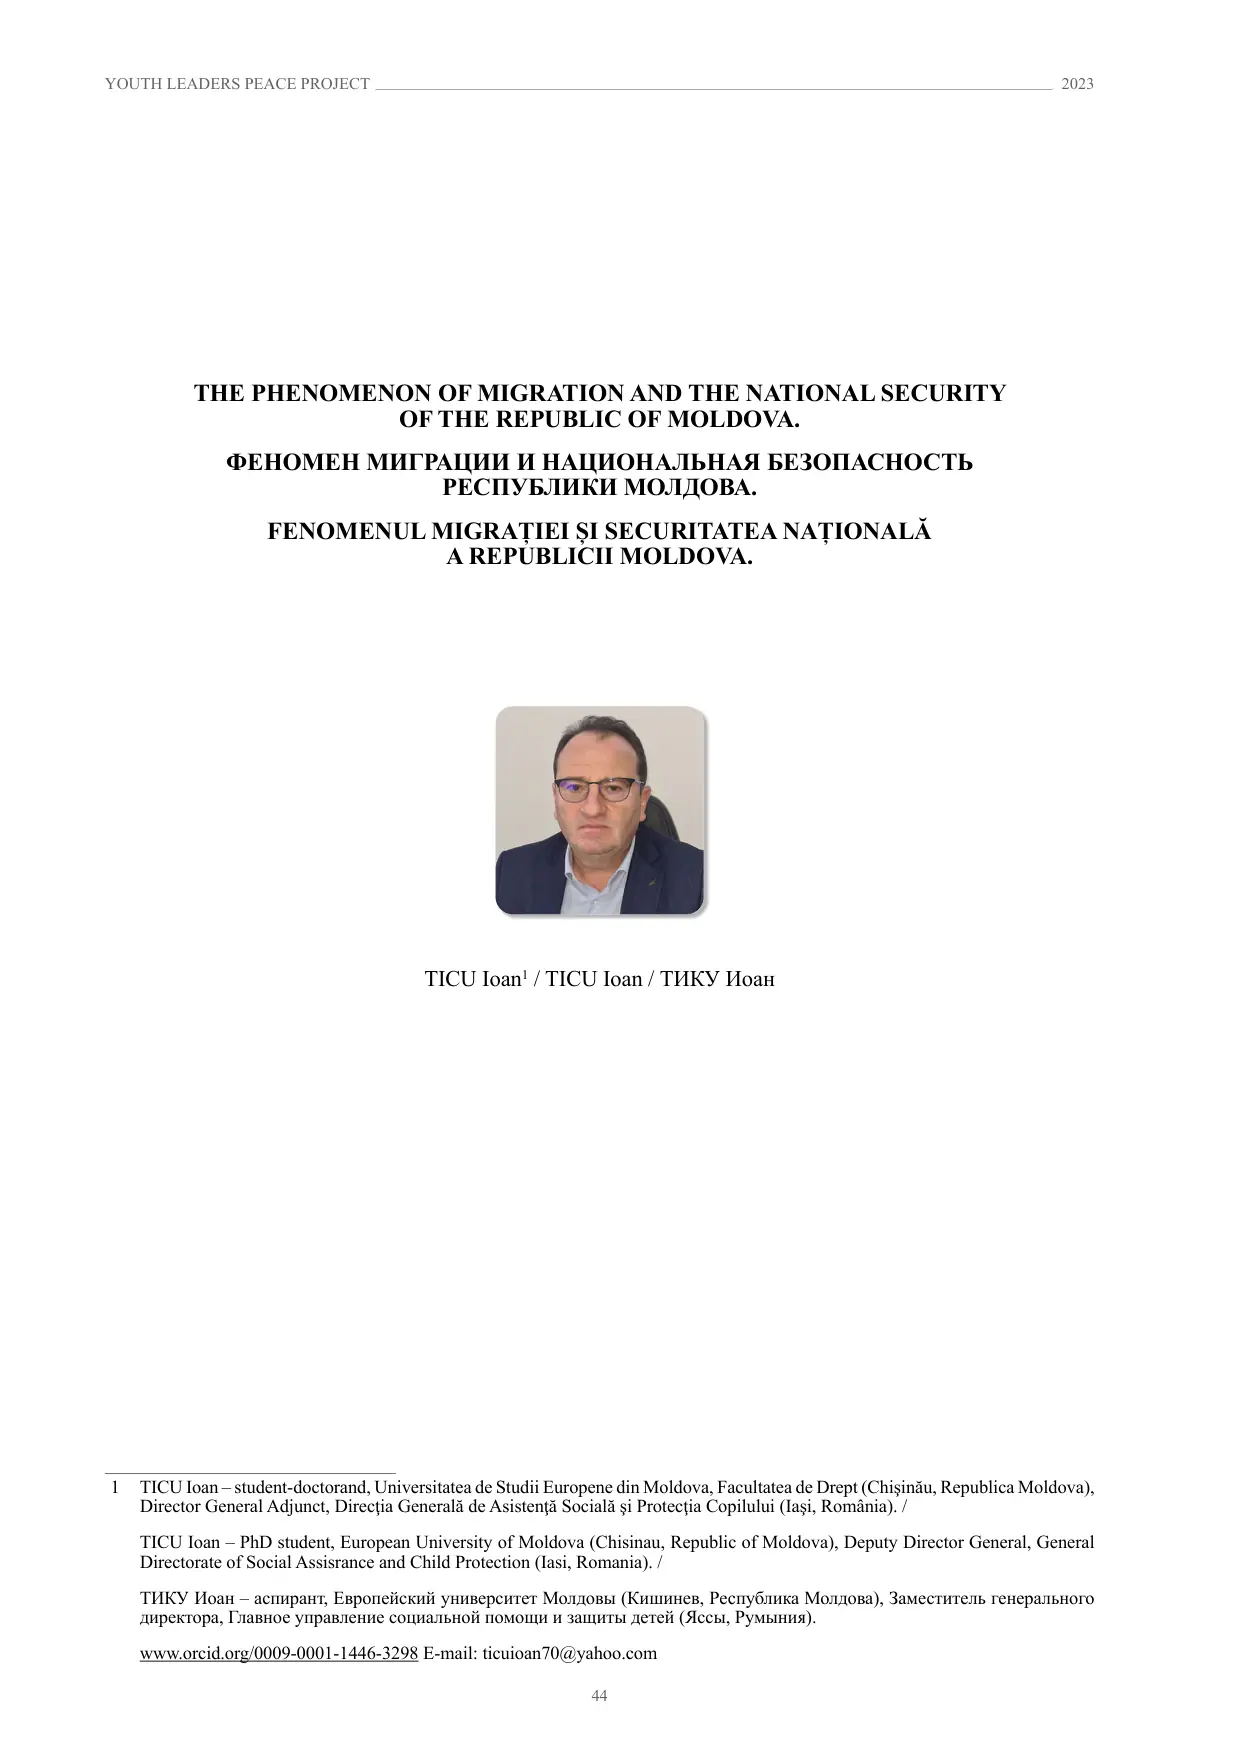 YOUTH LEADERS PEACE PROJECT 2023
THE PHENOMENON OF MIGRATION AND THE NATIONAL SECURITY
OF THE REPUBLIC OF MOLDOVA.
ФЕНОМЕН МИГРАЦИИ И НАЦИОНАЛЬНАЯ БЕЗОПАСНОСТЬ
РЕСПУБЛИКИ МОЛДОВА.
FENOMENUL MIGRAȚIEI ȘI SECURITATEA NAȚIONALĂ
A REPUBLICII MOLDOVA.
TICU Ioan¹ / TICU Ioan / ТИКУ Иоан
1 TICU Ioan – student-doctorand, Universitatea de Studii Europene din Moldova, Facultatea de Drept (Chişinău, Republica Moldova),
Director General Adjunct, Direcţia Generală de Asistenţă Socială şi Protecţia Copilului (Iaşi, România). /
TICU Ioan – PhD student, European University of Moldova (Chisinau, Republic of Moldova), Deputy Director General, General
Directorate of Social Assisrance and Child Protection (Iasi, Romania). /
ТИКУ Иоан – аспирант, Европейский университет Молдовы (Кишинев, Республика Молдова), Заместитель генерального
директора, Главное управление социальной помощи и защиты детей (Яссы, Румыния).
www.orcid.org/0009-0001-1446-3298 E-mail: ticuioan70@yahoo.com
44